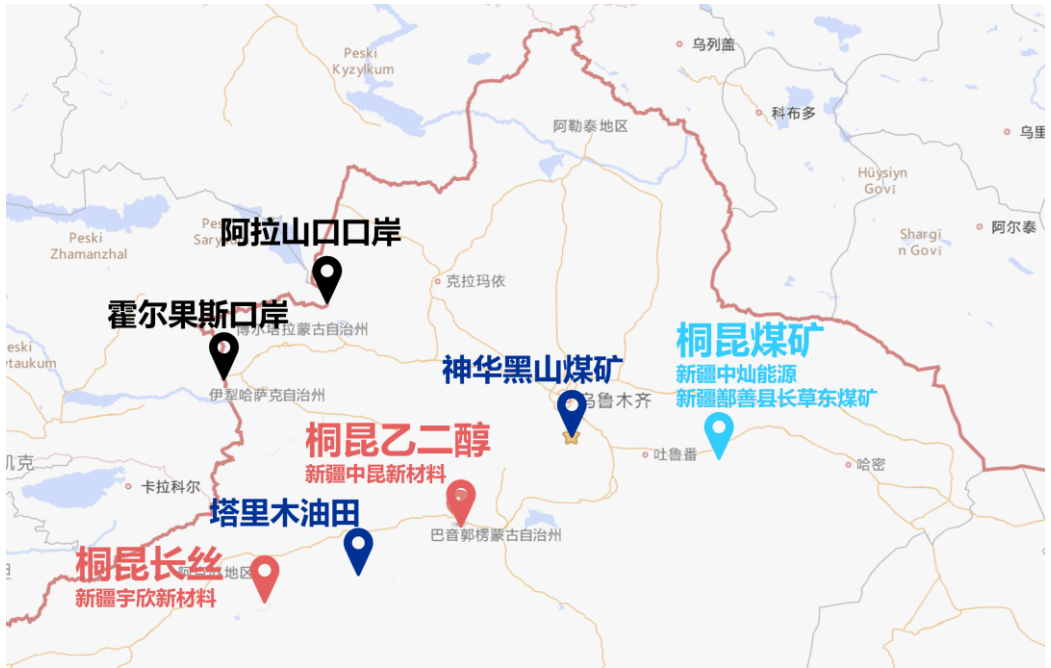 Peski
Kyzylkum
乌列盖
科布多
阿勒泰地区
乌里
Hüysiyn
Govĭ
阿拉山口口岸
Peski
Zhamanzhal
Shargĭ
n Govĭ
阿尔泰
克拉玛依
霍尔果斯口岸
博尔塔拉蒙古自治州
桐昆煤矿
新疆中灿能源
新疆鄯善县长草东煤矿
神华黑山煤矿
乌鲁木齐
伊犁哈萨克自治州
桐昆乙二醇
新疆中昆新材料
吐鲁番
哈密
凯克
卡拉科尔
塔里木油田
巴音郭楞蒙古自治州
桐昆长丝
新疆宇欣新材料